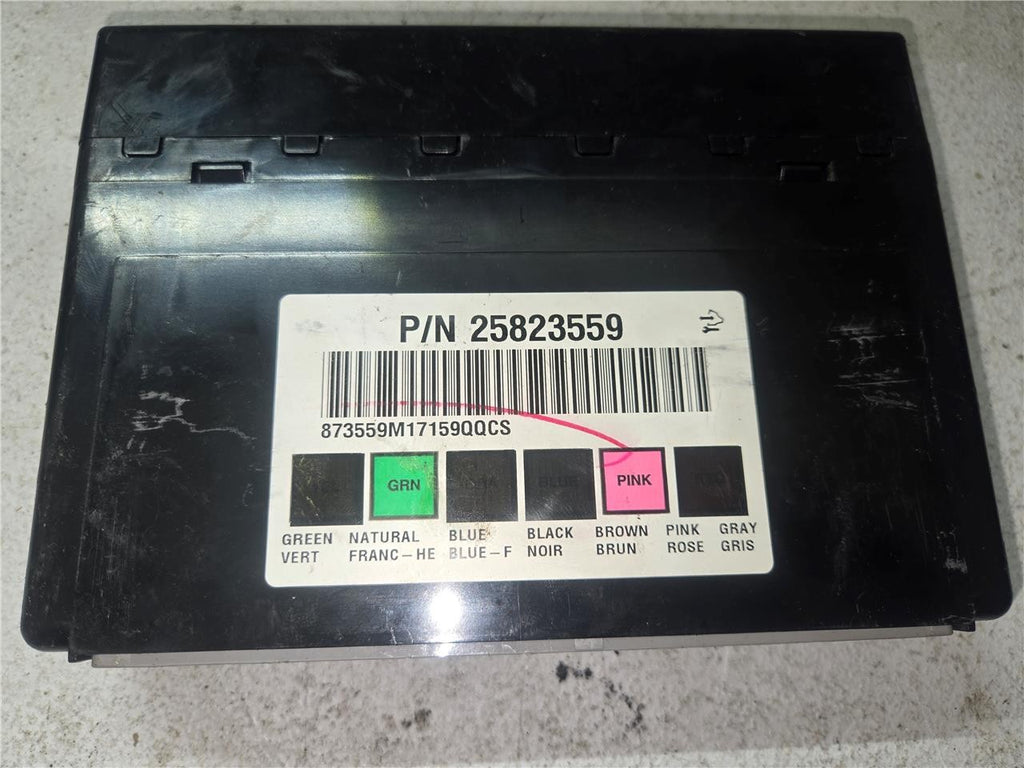 P/N 25823559
873559M17159QQCS
GRN BLUE PINK
GREEN NATURAL BLUE BLACK BROWN PINK GRAY
VERT FRANC-HE BLUE-F NOIR BRUN ROSE GRIS